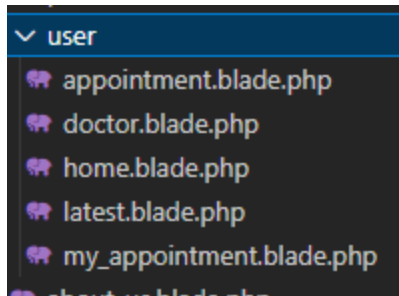 user
appointment.blade.php
doctor.blade.php
home.blade.php
latest.blade.php
my_appointment.blade.php